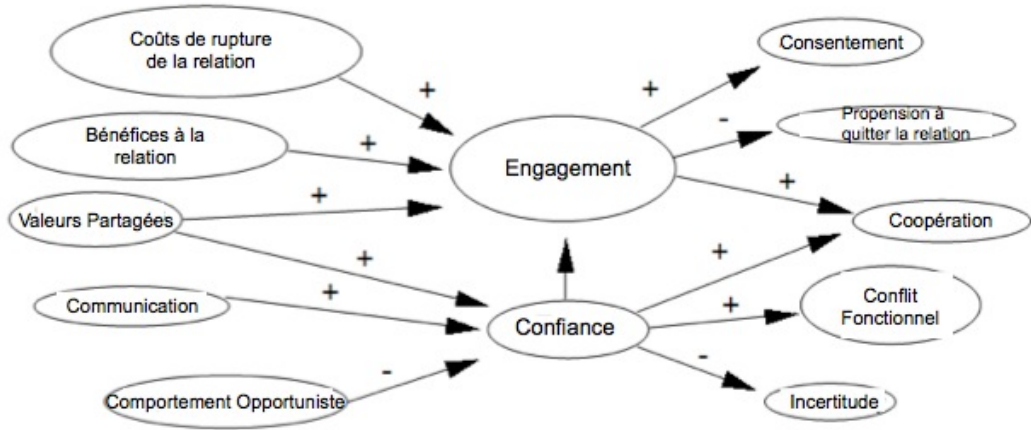 Coûts de rupture
de la relation
Consentement
+
+
Bénéfices à la
relation
+
-
Propension à
quitter la relation
Engagement
+
+
Valeurs Partagées
Coopération
+
+
Communication
+
Confiance
+
Conflit
Fonctionnel
-
-
Comportement Opportuniste
Incertitude